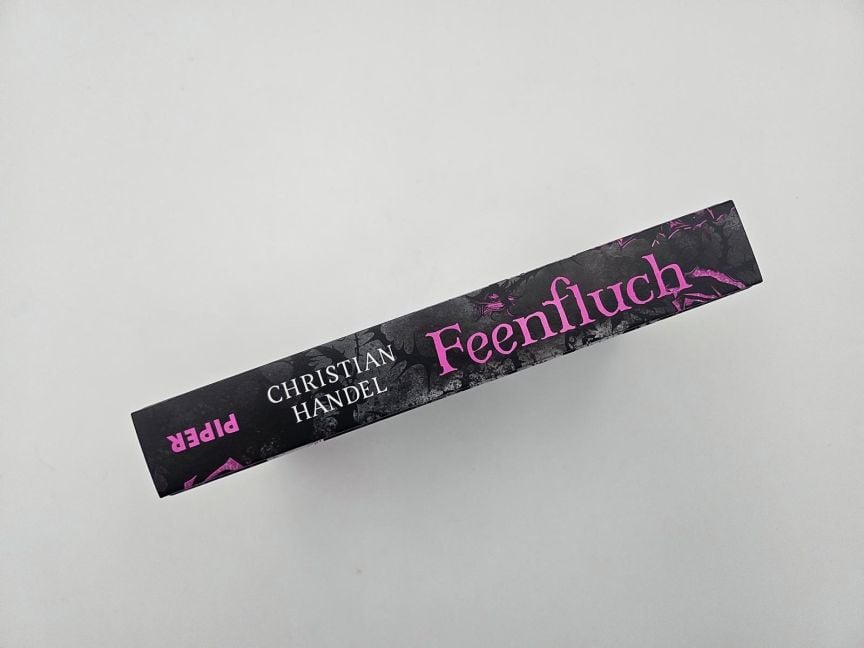 PIPER
CHRISTIAN
HANDEL
Feenfluch